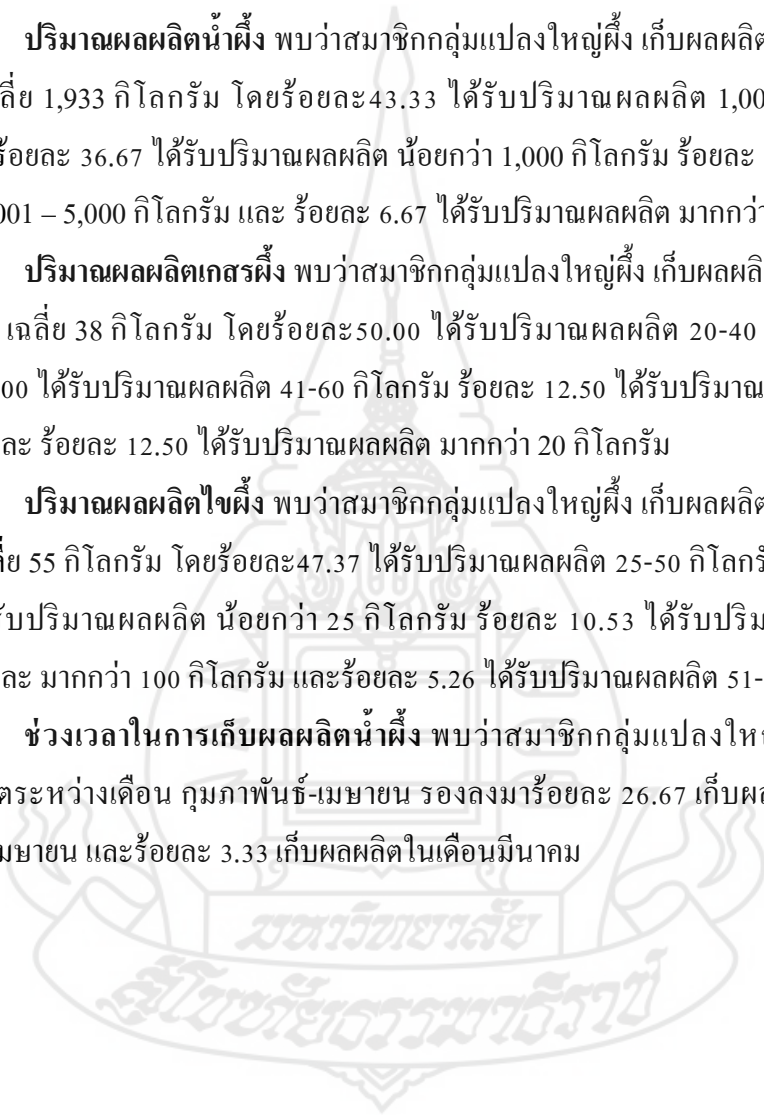 ปริมาณผลผลิตน้ำผึ้ง พบว่าสมาชิกกลุ่มแปลงใหญ่ผึ้ง เก็บผลผลิต
ลี่ย 1,933 กิโลกรัม โดยร้อยละ43.33 ได้รับปริมาณผลผลิต 1,00
ร้อยละ 36.67 ได้รับปริมาณผลผลิต น้อยกว่า 1,000 กิโลกรัม ร้อยละ
001 – 5,000 กิโลกรัม และ ร้อยละ 6.67 ได้รับปริมาณผลผลิต มากกว่า
ปริมาณผลผลิตเกสรผึ้ง พบว่าสมาชิกกลุ่มแปลงใหญ่ผึ้ง เก็บผลผลิ
เฉลี่ย 38 กิโลกรัม โดยร้อยละ50.00 ได้รับปริมาณผลผลิต 20-40
00 ได้รับปริมาณผลผลิต 41-60 กิโลกรัม ร้อยละ 12.50 ได้รับปริมาณ
ละ ร้อยละ 12.50 ได้รับปริมาณผลผลิต มากกว่า 20 กิโลกรัม
ปริมาณผลผลิตไขผึ้ง พบว่าสมาชิกกลุ่มแปลงใหญ่ผึ้ง เก็บผลผลิต
ลี่ย 55 กิโลกรัม โดยร้อยละ47.37 ได้รับปริมาณผลผลิต 25-50 กิโลกรั
รับปริมาณผลผลิต น้อยกว่า 25 กิโลกรัม ร้อยละ 10.53 ได้รับปริม
ละ มากกว่า 100 กิโลกรัม และร้อยละ 5.26 ได้รับปริมาณผลผลิต 51-
ช่วงเวลาในการเก็บผลผลิตน้ำผึ้ง พบว่าสมาชิกกลุ่มแปลงให
ตระหว่างเดือน กุมภาพันธ์-เมษายน รองลงมาร้อยละ 26.67 เก็บผล
มษายน และร้อยละ 3.33 เก็บผลผลิตในเดือนมีนาคม
มหาวิทยาลัย
สุโขทัยธรรมาธิราช